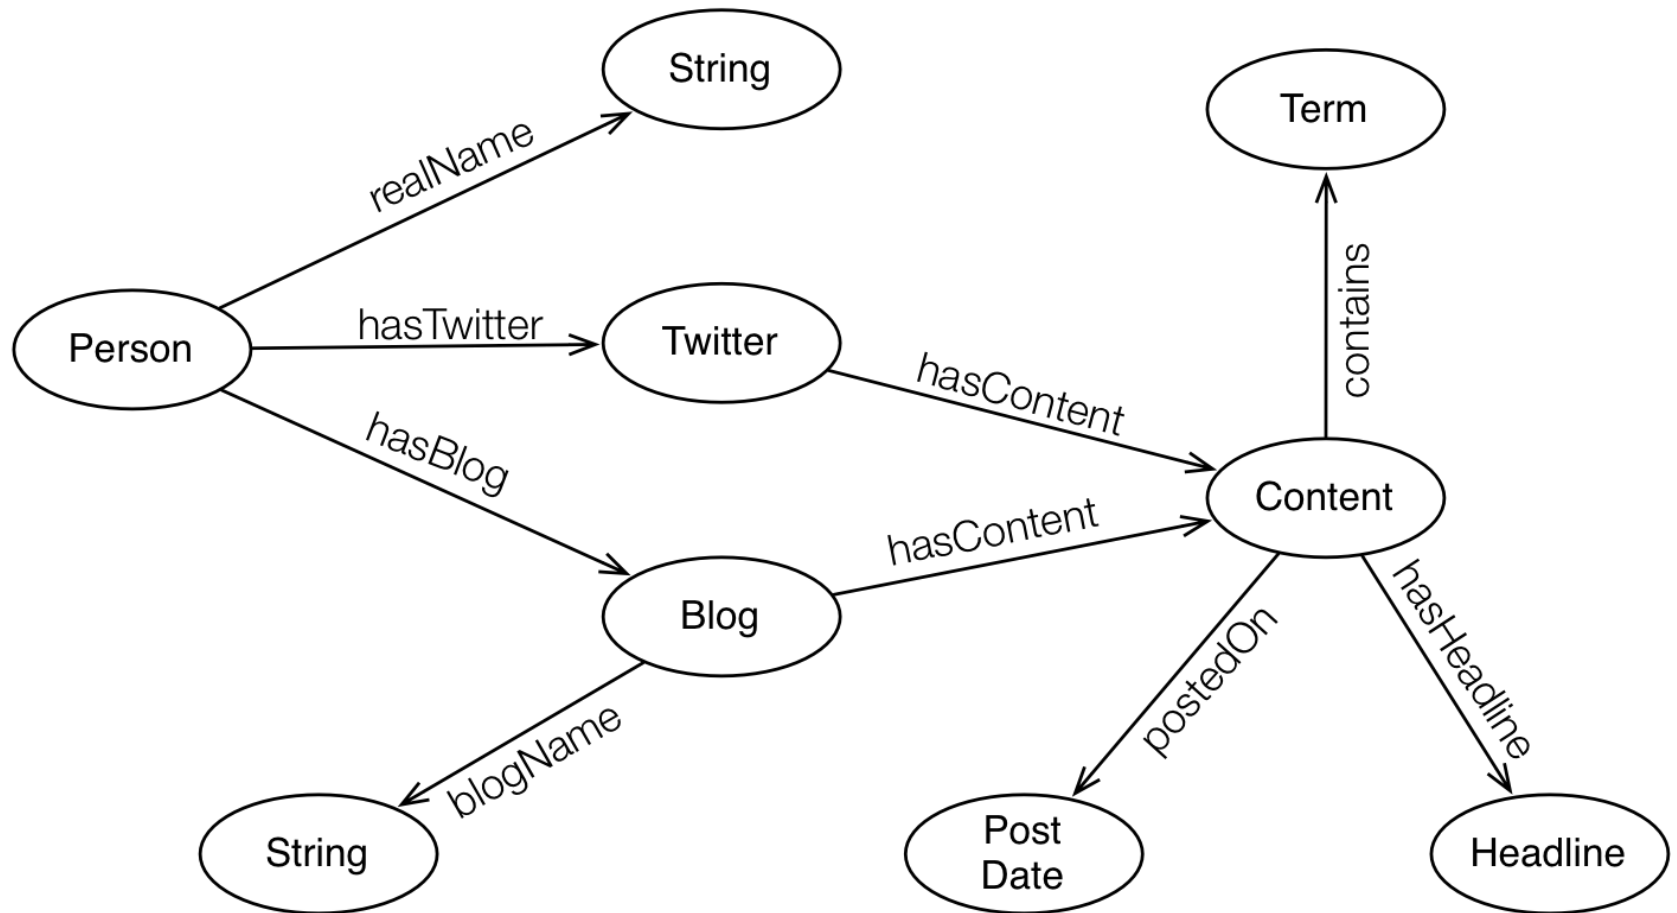 String
Term
realName
Person
hasTwitter
Twitter
contains
hasContent
hasBlog
Content
hasContent
Blog
hasHeadline
postedOn
blogName
String
Post
Date
Headline